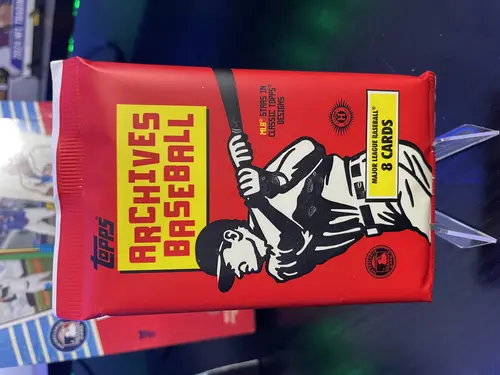 topps
ARCHIVES
BASEBALL
MLB® STARS IN
CLASSIC TOPPS®
DESIGNS
H
MAJOR LEAGUE BASEBALL®
8 CARDS